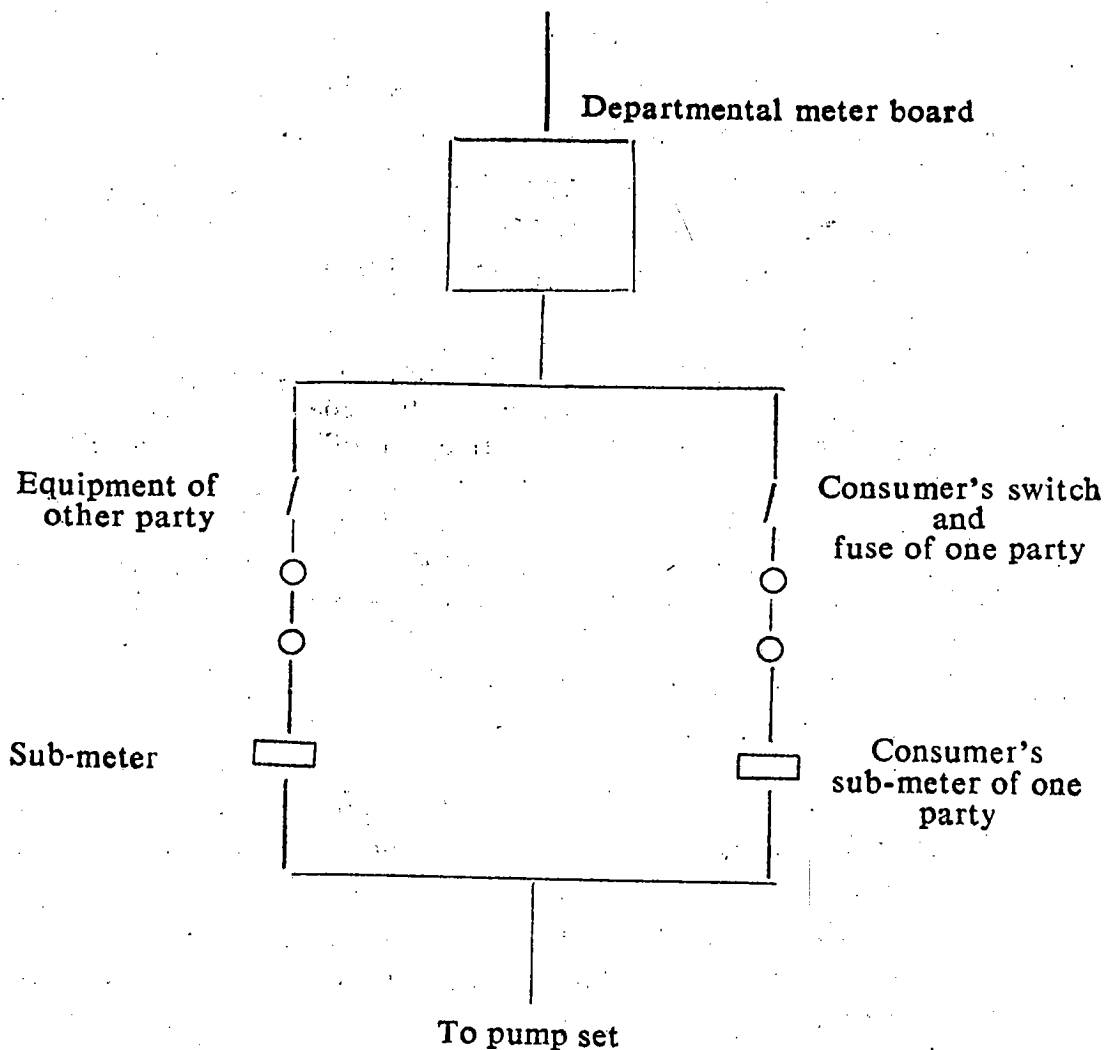 Departmental meter board
Equipment of
other party
Consumer's switch
and
fuse of one party
Sub-meter
Consumer's
sub-meter of one
party
To pump set